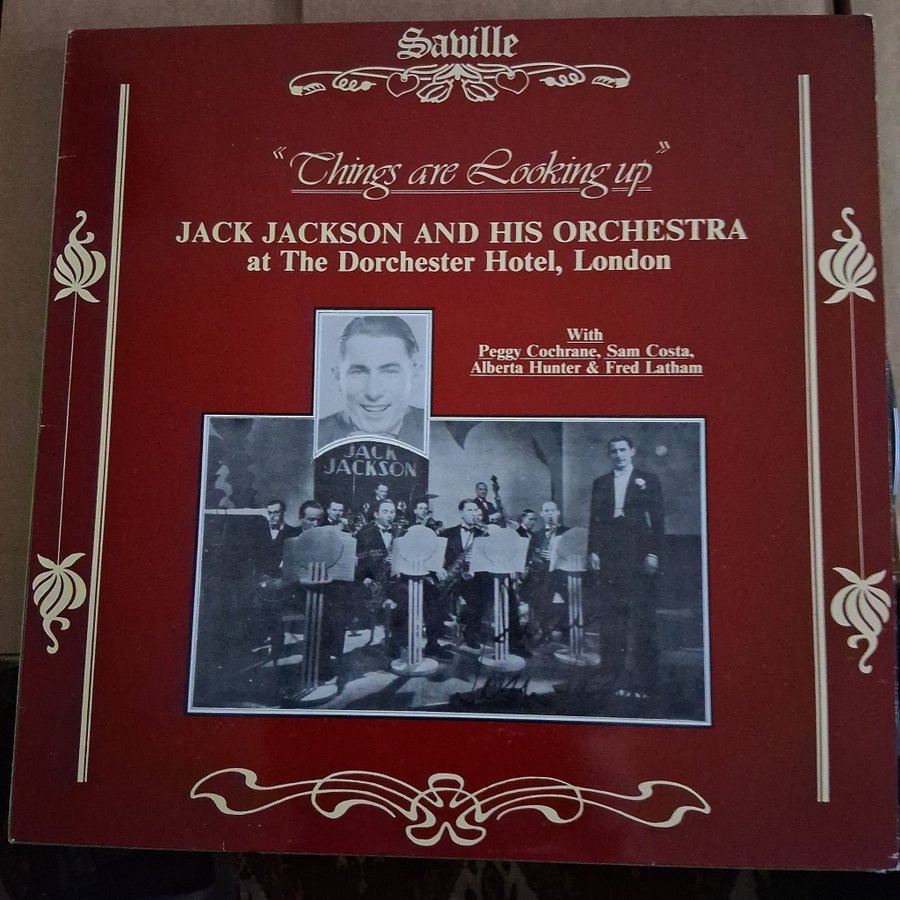 Saville
"Things are Looking up"
JACK JACKSON AND HIS ORCHESTRA
at The Dorchester Hotel, London
With
Peggy Cochrane, Sam Costa,
Alberta Hunter & Fred Latham
JACK
JACKSON